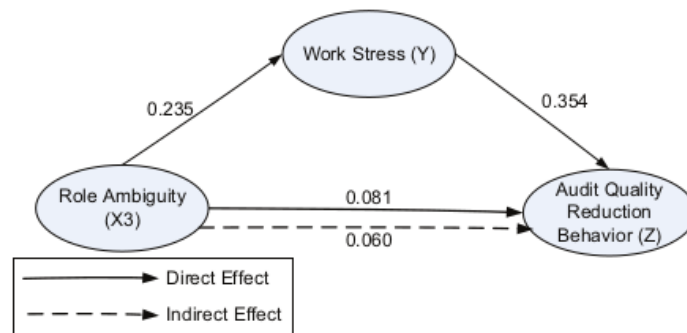 Work Stress (Y)
0.235
0.354
Role Ambiguity
(X3)
0.081
0.060
Audit Quality
Reduction
Behavior (Z)
Direct Effect
Indirect Effect